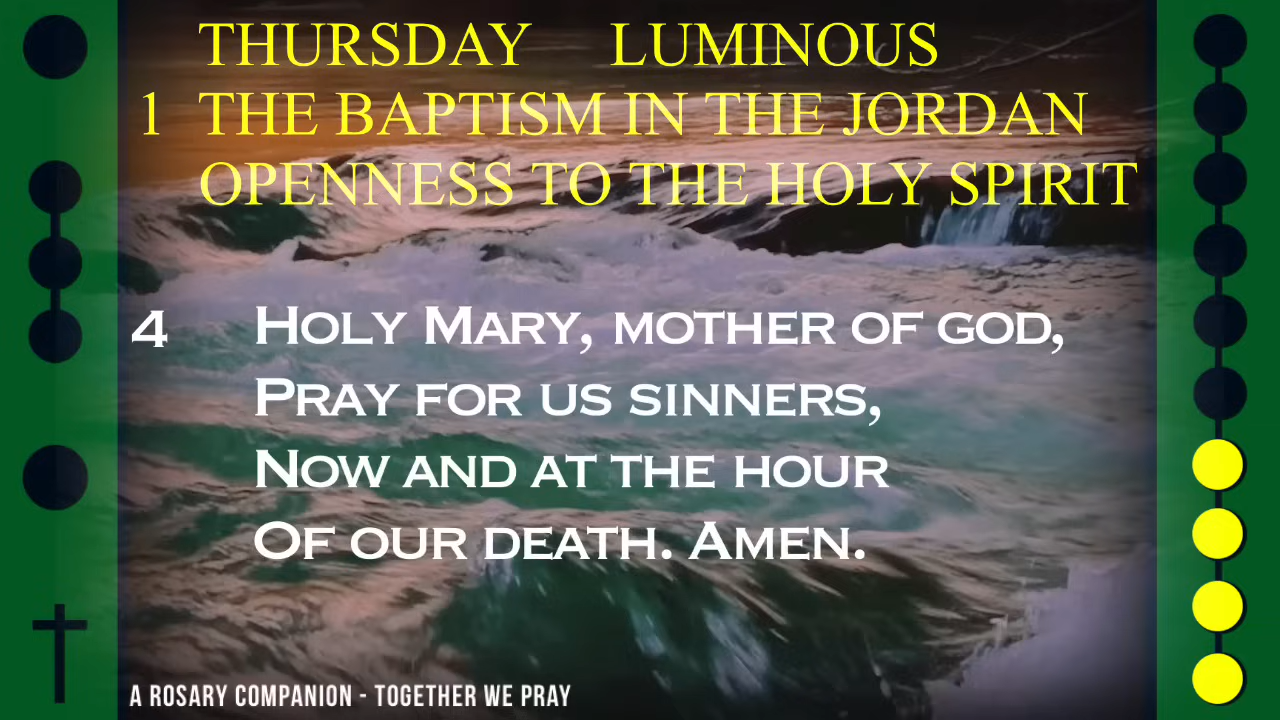 THURSDAY LUMINOUS
1 THE BAPTISM IN THE JORDAN
OPENNESS TO THE HOLY SPIRIT
4 Holy Mary, mother of god,
Pray for us sinners,
Now and at the hour
Of our death. Amen.
A ROSARY COMPANION - TOGETHER WE PRAY